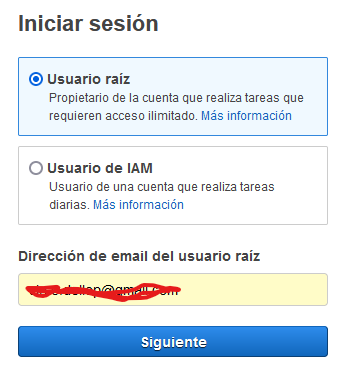 Iniciar sesión
Usuario raíz
Propietario de la cuenta que realiza tareas que
requieren acceso ilimitado. Más información
Usuario de IAM
Usuario de una cuenta que realiza tareas
diarias. Más información
Dirección de email del usuario raíz
Siguiente